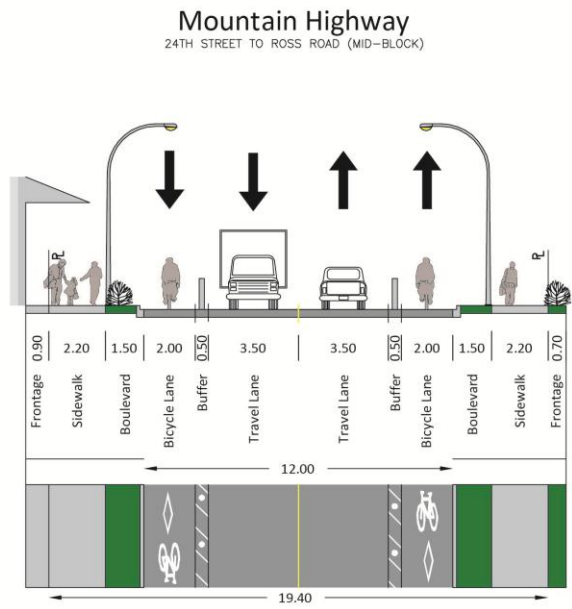 Mountain Highway
24TH STREET TO ROSS ROAD (MID-BLOCK)
PL PL
0.90 2.20 1.50 2.00 0.50 3.50 3.50 0.50 2.00 1.50 2.20 0.70
Frontage Sidewalk Boulevard Bicycle Lane Buffer Travel Lane Travel Lane Buffer Bicycle Lane Boulevard Sidewalk Frontage
12.00
19.40